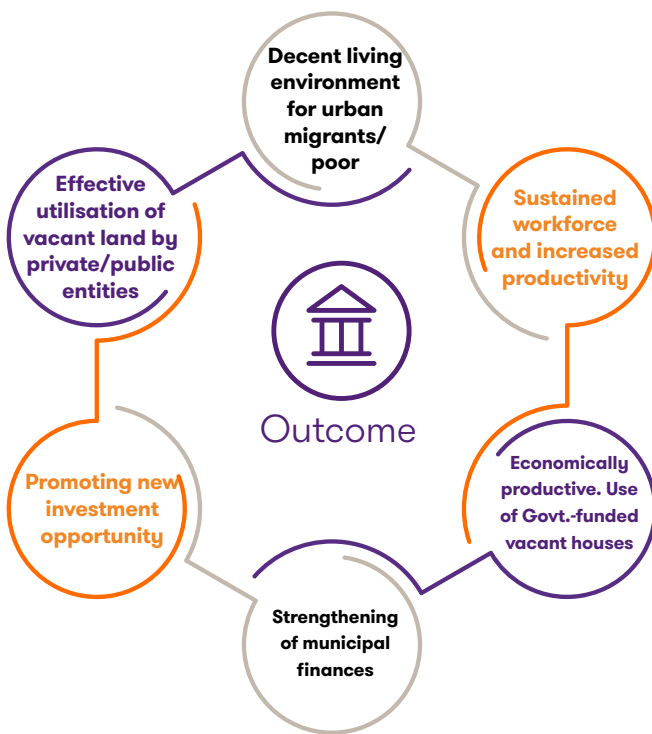 Decent living
environment
for urban
migrants/
poor
Sustained
workforce
and increased
productivity
Economically
productive. Use
of Govt.-funded
vacant houses
Strengthening
of municipal
finances
Promoting new
investment
opportunity
Effective
utilisation of
vacant land by
private/public
entities
Outcome